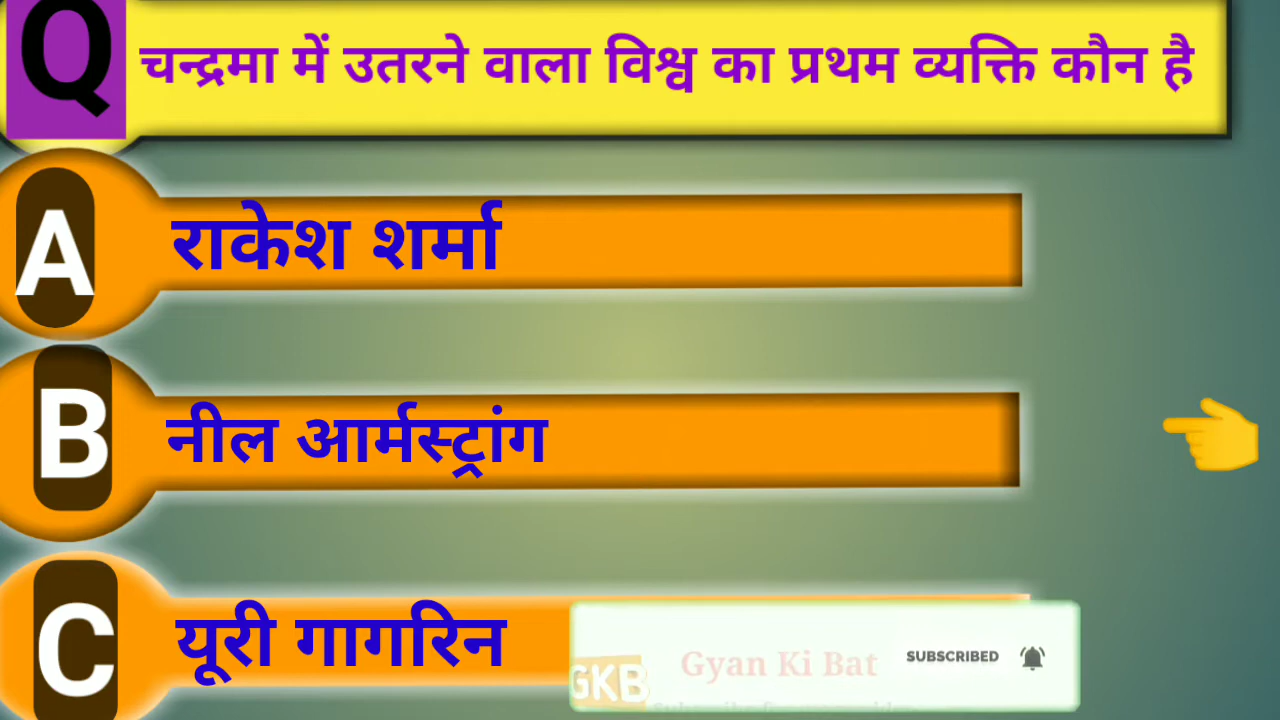 Q चन्द्रमा में उतरने वाला विश्व का प्रथम व्यक्ति कौन है
A राकेश शर्मा
B नील आर्मस्ट्रांग
C यूरी गागरिन
GKB Gyan Ki Bat SUBSCRIBED